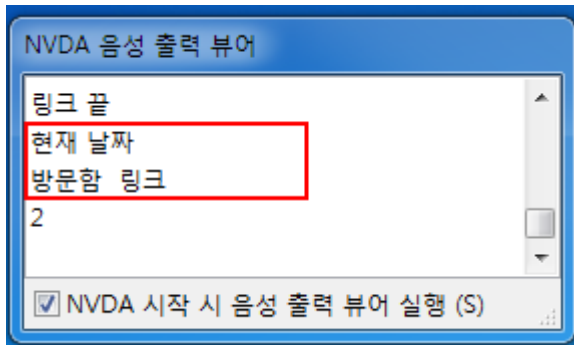 NVDA 음성 출력 뷰어
링크 끝
현재 날짜
방문함 링크
2
NVDA 시작 시 음성 출력 뷰어 실행 (S)